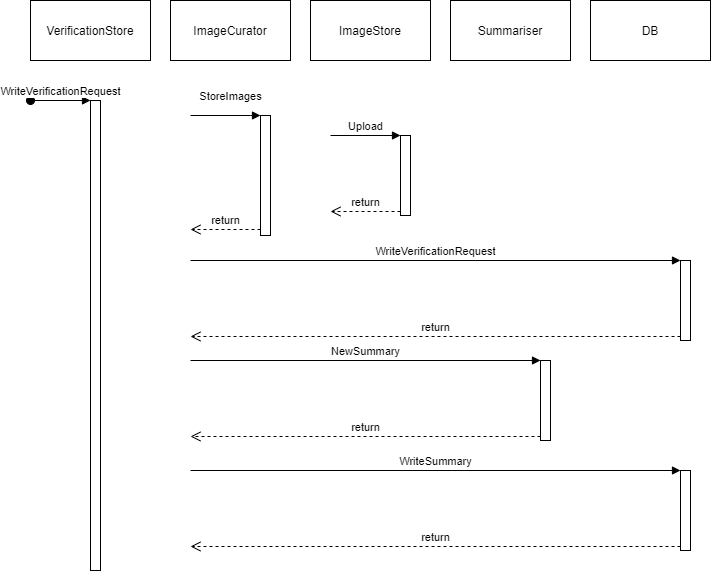 VerificationStore
ImageCurator
ImageStore
Summariser
DB
WriteVerificationRequest
StoreImages
Upload
return
return
WriteVerificationRequest
return
NewSummary
return
WriteSummary
return